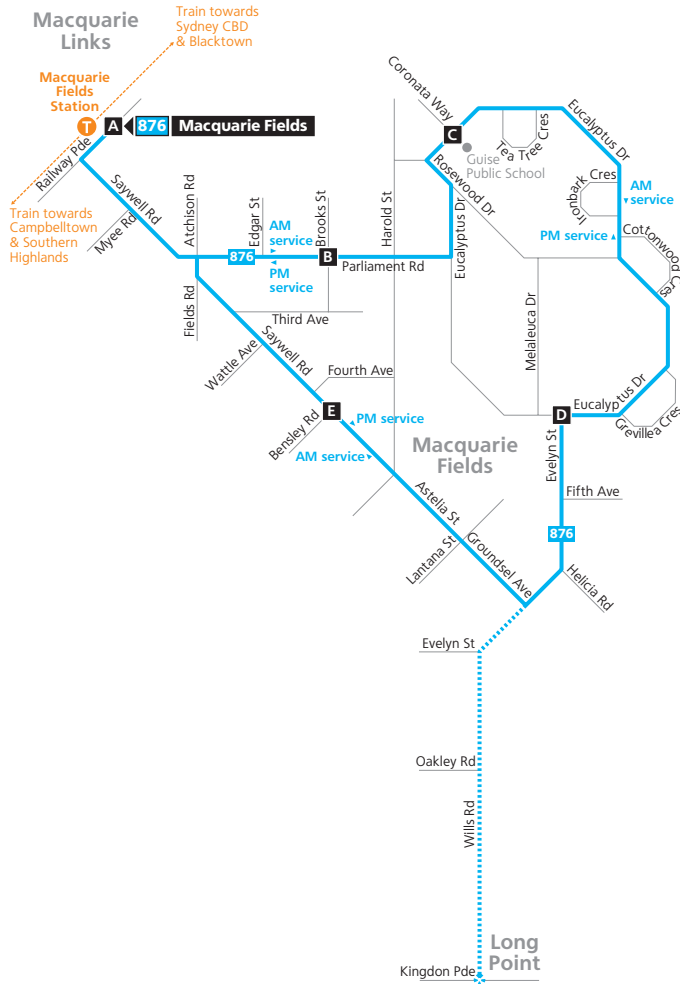 Macquarie
Links
Train towards
Sydney CBD
& Blacktown
Macquarie
Fields
Station
T
A
876
Macquarie Fields
Railway Pde
Train towards
Campbelltown
& Southern
Highlands
Saywell Rd
Myee Rd
Atchison Rd
Edgar St
AM
service
Brooks St
Harold St
876
PM
service
B
Parliament Rd
Coronata Way
C
Guise
Public School
Tea Tree Cres
Eucalyptus Dr
Rosewood Dr
Eucalyptus Dr
Ironbark Cres
AM
service
PM service
Cottonwood Cres
Melaleuca Dr
Fields Rd
Third Ave
Wattle Ave
Saywell Rd
Fourth Ave
E
Bensley Rd
PM service
AM service
Macquarie
Fields
D
Eucalyptus Dr
Grevillea Cres
Evelyn St
Fifth Ave
876
Astelia St
Lantana St
Groundsel Ave
Helicia Rd
Evelyn St
Oakley Rd
Wills Rd
Long
Point
Kingdon Pde